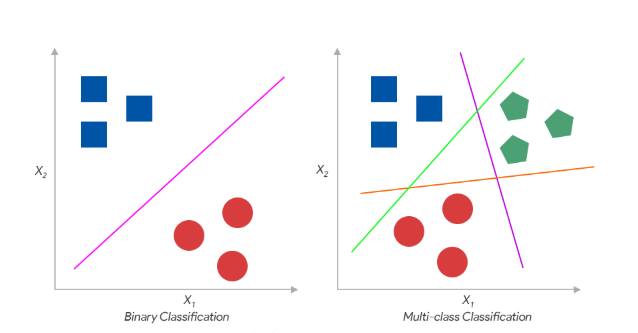 X2
X1
Binary Classification
X2
X1
Multi-class Classification